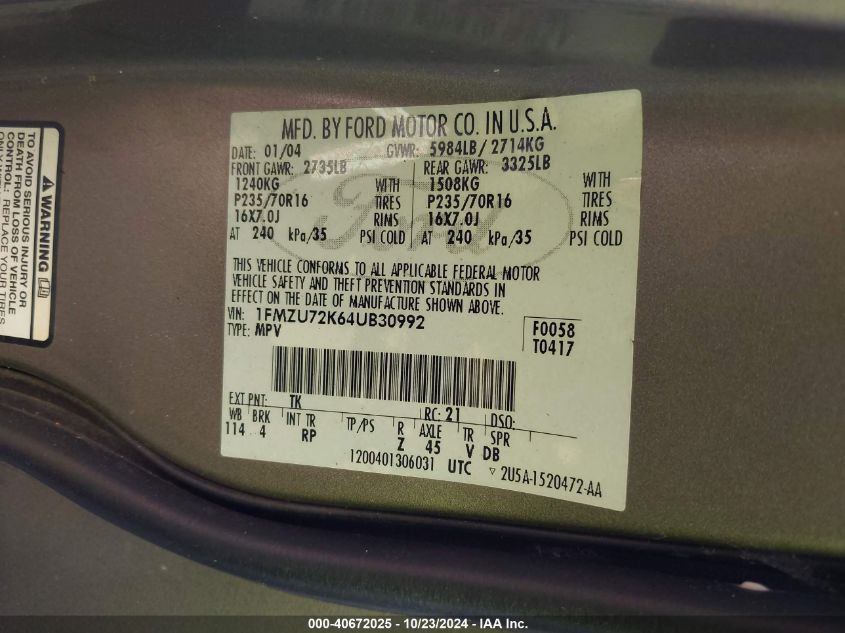 MFD. BY FORD MOTOR CO. IN U.S.A.
DATE: 01/04 GVWR: 5984LB/ 2714KG
FRONT GAWR: 2735LB REAR GAWR: 3325LB
1240KG WITH 1508KG WITH
P235/70R16 TIRES P235/70R16 TIRES
16X7.0J RIMS 16X7.0J RIMS
AT 240 kPa/35 PSI COLD AT 240 kPa/35 PSI COLD
Ford
THIS VEHICLE CONFORMS TO ALL APPLICABLE FEDERAL MOTOR
VEHICLE SAFETY AND THEFT PREVENTION STANDARDS IN
EFFECT ON THE DATE OF MANUFACTURE SHOWN ABOVE.
VIN: 1FMZU72K64UB30992
TYPE: MPV
F0058
T0417
EXT PNT: TK RC: 21 DSO:
WB BRK INT TR TP/PS R AXLE TR SPR
114 4 RP Z 45 V DB
1200401306031 UTC ▽ 2U5A-1520472-AA
WARNING
TO AVOID SERIOUS INJURY OR
DEATH FROM LOSS OF VEHICLE
CONTROL: REPLACE YOUR TIRES
000-40672025 - 10/23/2024 - IAA Inc.